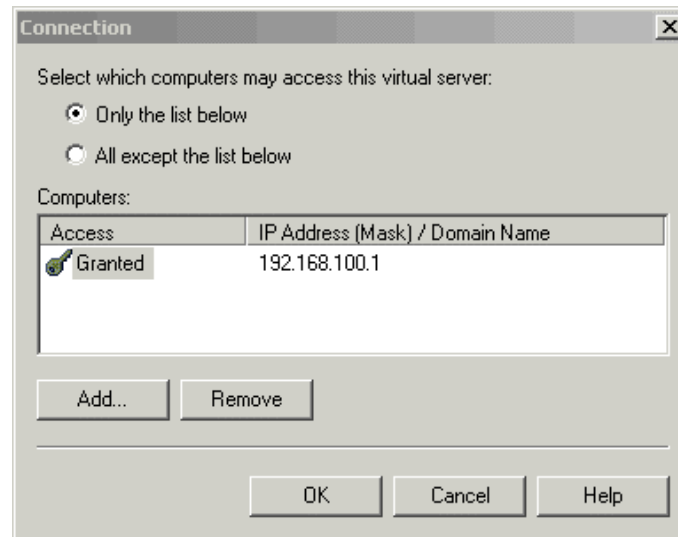 Connection
Select which computers may access this virtual server:
Only the list below
All except the list below
Computers:
Access IP Address (Mask) / Domain Name
Granted 192.168.100.1
Add... Remove
OK Cancel Help